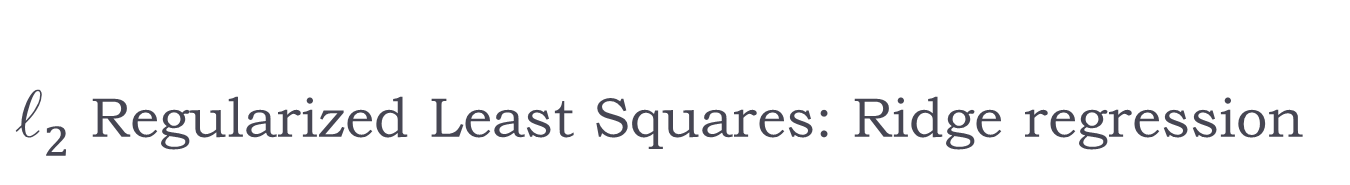 ℓ₂ Regularized Least Squares: Ridge regression